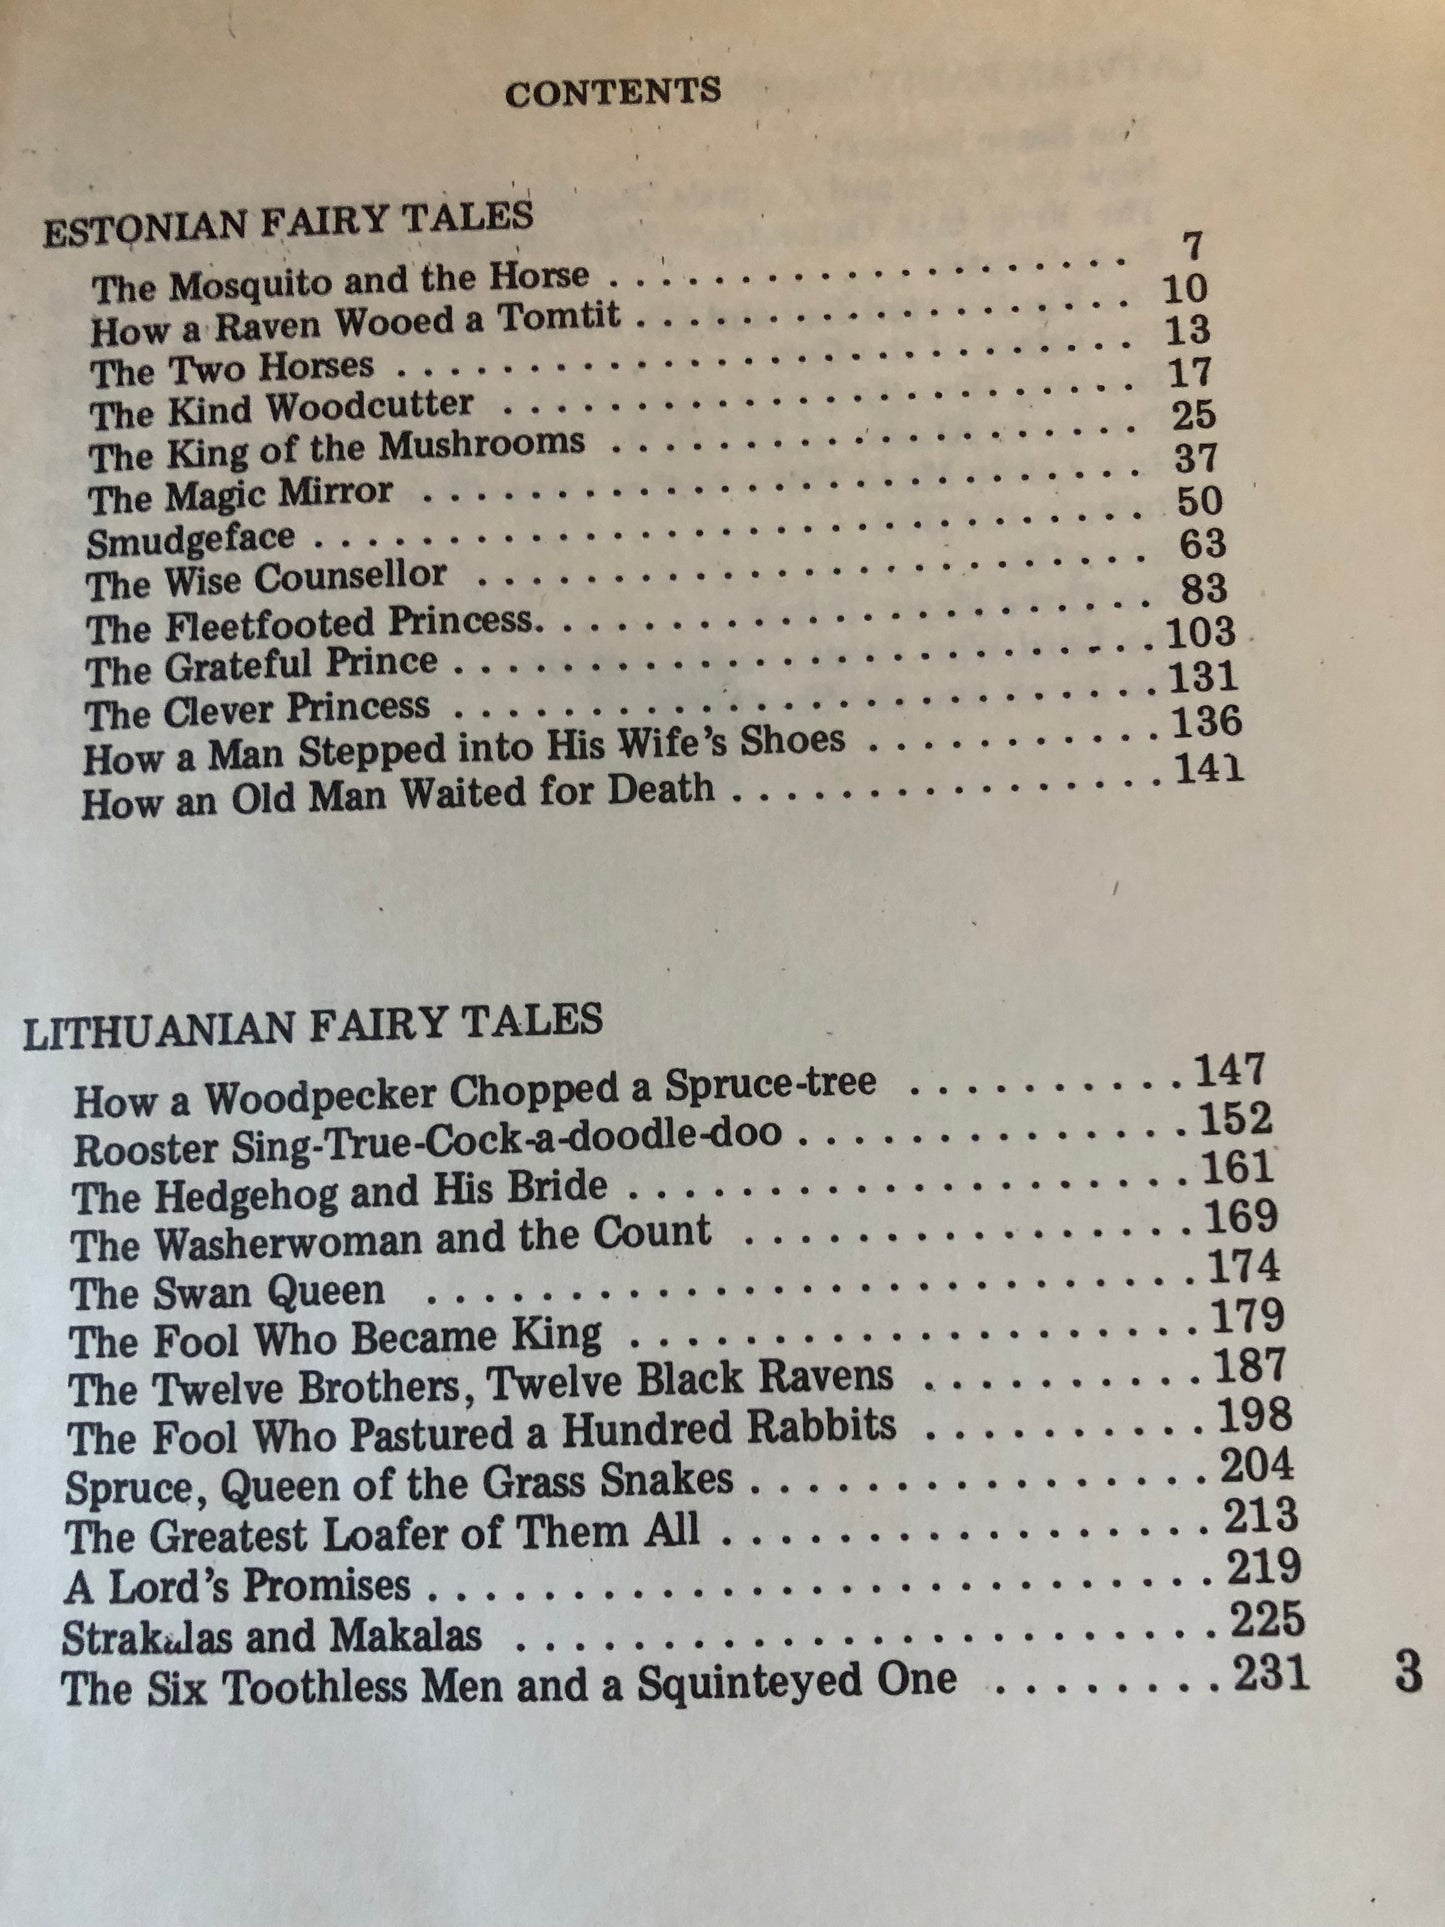 CONTENTS
ESTONIAN FAIRY TALES
The Mosquito and the Horse . . . . . . . . . . . . . . . . . . . . 7
How a Raven Wooed a Tomtit . . . . . . . . . . . . . . . . . . . 10
The Two Horses . . . . . . . . . . . . . . . . . . . . . . . . . . . . 13
The Kind Woodcutter . . . . . . . . . . . . . . . . . . . . . . . . 17
The King of the Mushrooms . . . . . . . . . . . . . . . . . . . . 25
The Magic Mirror . . . . . . . . . . . . . . . . . . . . . . . . . . . 37
Smudgeface . . . . . . . . . . . . . . . . . . . . . . . . . . . . . . . 50
The Wise Counsellor . . . . . . . . . . . . . . . . . . . . . . . . . 63
The Fleetfooted Princess. . . . . . . . . . . . . . . . . . . . . . . 83
The Grateful Prince . . . . . . . . . . . . . . . . . . . . . . . . . . 103
The Clever Princess . . . . . . . . . . . . . . . . . . . . . . . . . . 131
How a Man Stepped into His Wife's Shoes . . . . . . . . . . . 136
How an Old Man Waited for Death . . . . . . . . . . . . . . . . 141
LITHUANIAN FAIRY TALES
How a Woodpecker Chopped a Spruce-tree . . . . . . . . . . 147
Rooster Sing-True-Cock-a-doodle-doo . . . . . . . . . . . . . . 152
The Hedgehog and His Bride . . . . . . . . . . . . . . . . . . . . 161
The Washerwoman and the Count . . . . . . . . . . . . . . . . 169
The Swan Queen . . . . . . . . . . . . . . . . . . . . . . . . . . . 174
The Fool Who Became King . . . . . . . . . . . . . . . . . . . . 179
The Twelve Brothers, Twelve Black Ravens . . . . . . . . . . 187
The Fool Who Pastured a Hundred Rabbits . . . . . . . . . . 198
Spruce, Queen of the Grass Snakes . . . . . . . . . . . . . . . . 204
The Greatest Loafer of Them All . . . . . . . . . . . . . . . . . 213
A Lord's Promises . . . . . . . . . . . . . . . . . . . . . . . . . . . 219
Strakalas and Makalas . . . . . . . . . . . . . . . . . . . . . . . . 225
The Six Toothless Men and a Squinteyed One . . . . . . . . 231
3